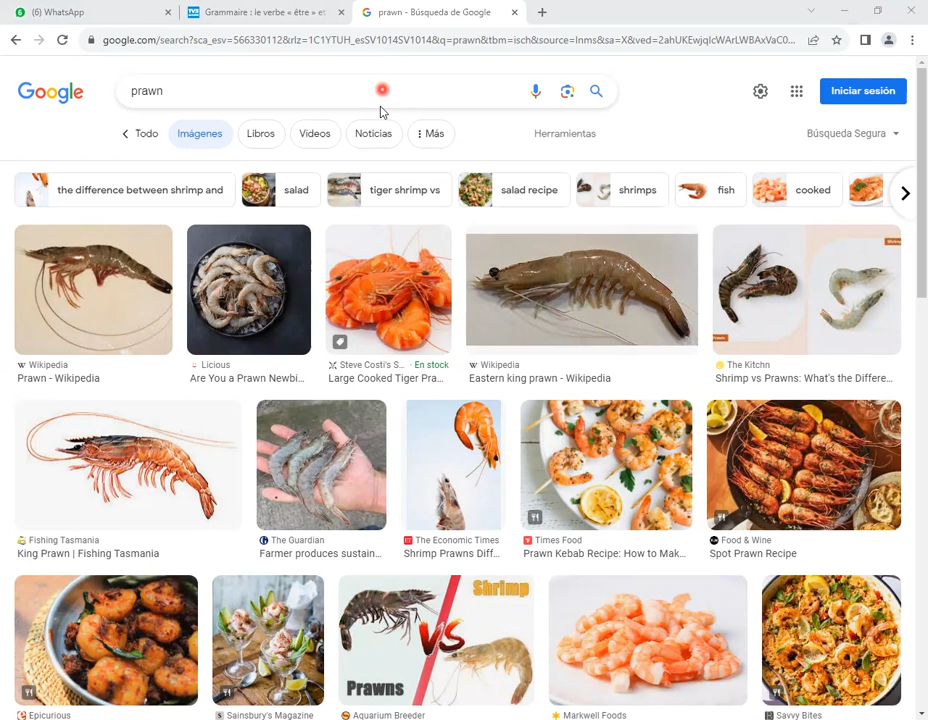 (6) WhatsApp
Grammaire : le verbe « être » et
prawn - Búsqueda de Google
google.com/search?sca_esv=566330112&rlz=1C1YTUH_esSV1014SV1014&q=prawn&tbm=isch&source=lnms&sa=X&ved=2ahUKEwjqlcWArLWBAxVaC0...
Google
prawn
Iniciar sesión
Todo
Imágenes
Libros
Videos
Noticias
Más
Herramientas
Búsqueda Segura
the difference between shrimp and
salad
tiger shrimp vs
salad recipe
shrimps
fish
cooked
Wikipedia
Prawn - Wikipedia
Licious
Are You a Prawn Newbi...
Steve Costi's S... · En stock
Large Cooked Tiger Pra...
Wikipedia
Eastern king prawn - Wikipedia
The Kitchn
Shrimp vs Prawns: What's the Differe...
Fishing Tasmania
King Prawn | Fishing Tasmania
The Guardian
Farmer produces sustain...
The Economic Times
Shrimp Prawns Diff...
Times Food
Prawn Kebab Recipe: How to Mak...
Food & Wine
Spot Prawn Recipe
Shrimp
VS
Prawns
Epicurious
Sainsbury's Magazine
Aquarium Breeder
Markwell Foods
Savvy Bites